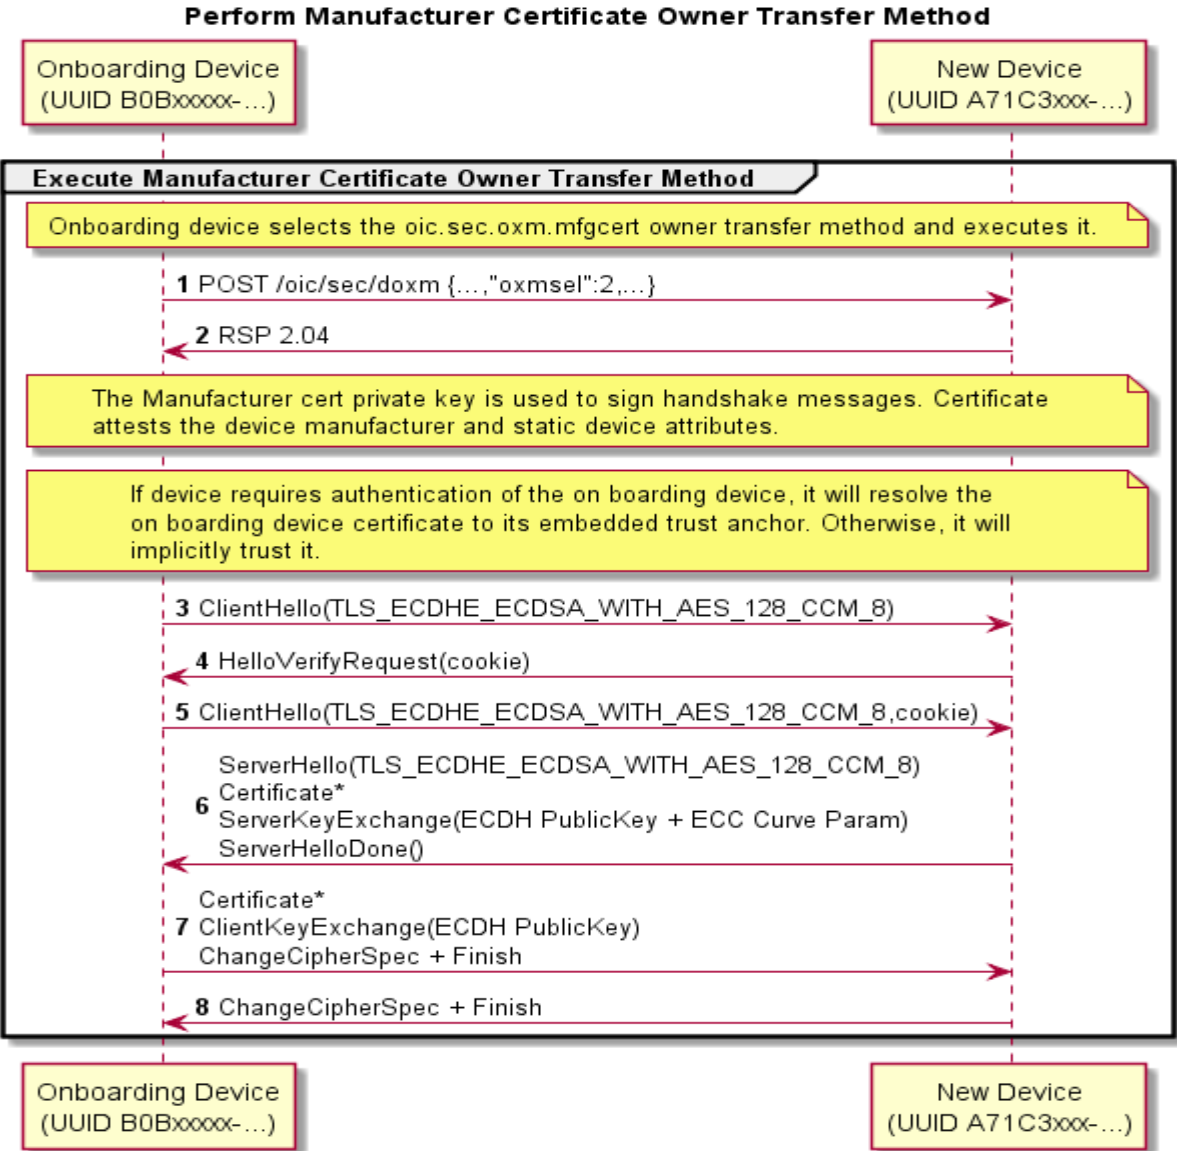 Perform Manufacturer Certificate Owner Transfer Method
Onboarding Device
(UUID B0Bxxxxx-...)
New Device
(UUID A71C3xxx-...)
Execute Manufacturer Certificate Owner Transfer Method
Onboarding device selects the oic.sec.oxm.mfgcert owner transfer method and executes it.
1 POST /oic/sec/doxm {...,"oxmsel":2,...}
2 RSP 2.04
The Manufacturer cert private key is used to sign handshake messages. Certificate
attests the device manufacturer and static device attributes.
If device requires authentication of the on boarding device, it will resolve the
on boarding device certificate to its embedded trust anchor. Otherwise, it will
implicitly trust it.
3 ClientHello(TLS_ECDHE_ECDSA_WITH_AES_128_CCM_8)
4 HelloVerifyRequest(cookie)
5 ClientHello(TLS_ECDHE_ECDSA_WITH_AES_128_CCM_8,cookie)
ServerHello(TLS_ECDHE_ECDSA_WITH_AES_128_CCM_8)
Certificate*
6
ServerKeyExchange(ECDH PublicKey + ECC Curve Param)
ServerHelloDone()
Certificate*
7 ClientKeyExchange(ECDH PublicKey)
ChangeCipherSpec + Finish
8 ChangeCipherSpec + Finish
Onboarding Device
(UUID B0Bxxxxx-...)
New Device
(UUID A71C3xxx-...)